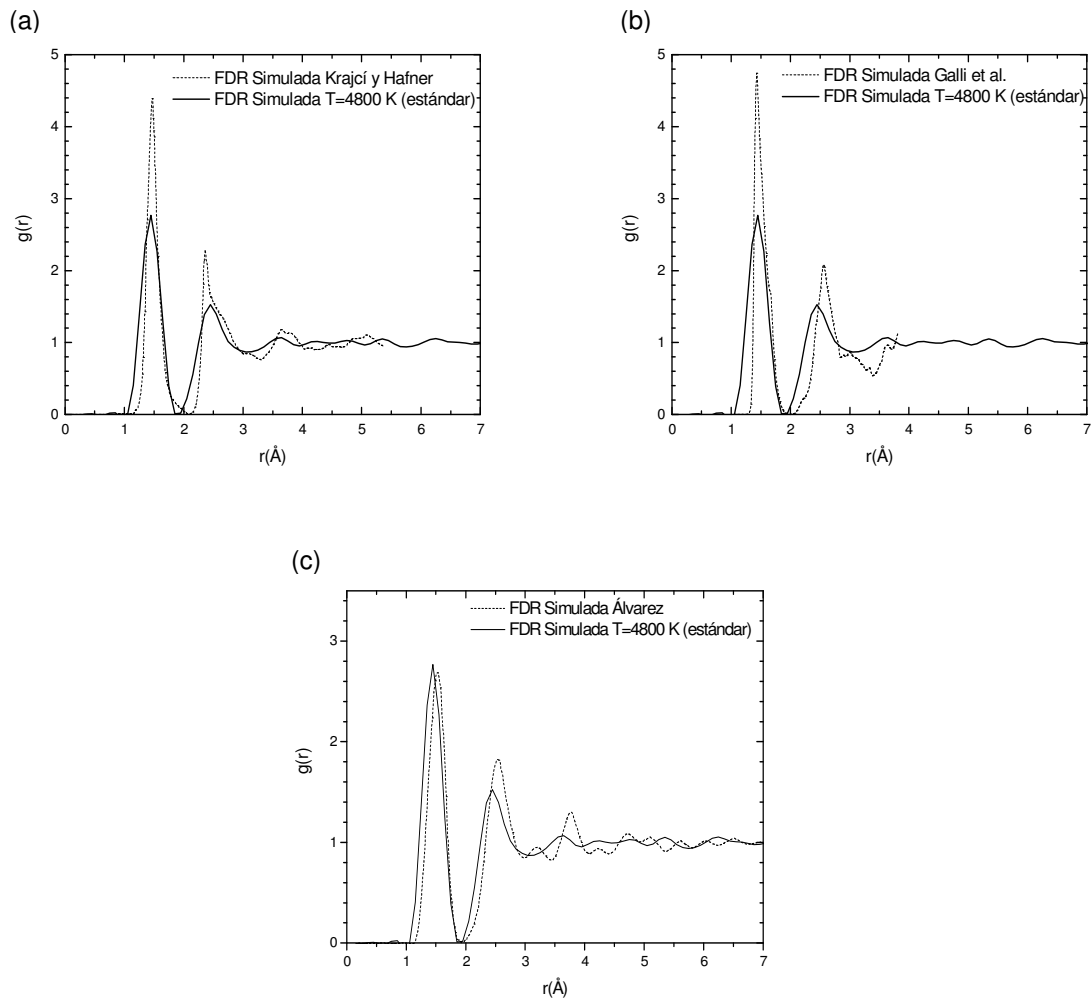 (a)
FDR Simulada Krajcí y Hafner
FDR Simulada T=4800 K (estándar)
5
4
3
2
1
0
g(r)
0 1 2 3 4 5 6 7
r(Å)
(b)
FDR Simulada Galli et al.
FDR Simulada T=4800 K (estándar)
5
4
3
2
1
0
g(r)
0 1 2 3 4 5 6 7
r(Å)
(c)
FDR Simulada Álvarez
FDR Simulada T=4800 K (estándar)
3
2
1
0
g(r)
0 1 2 3 4 5 6 7
r(Å)